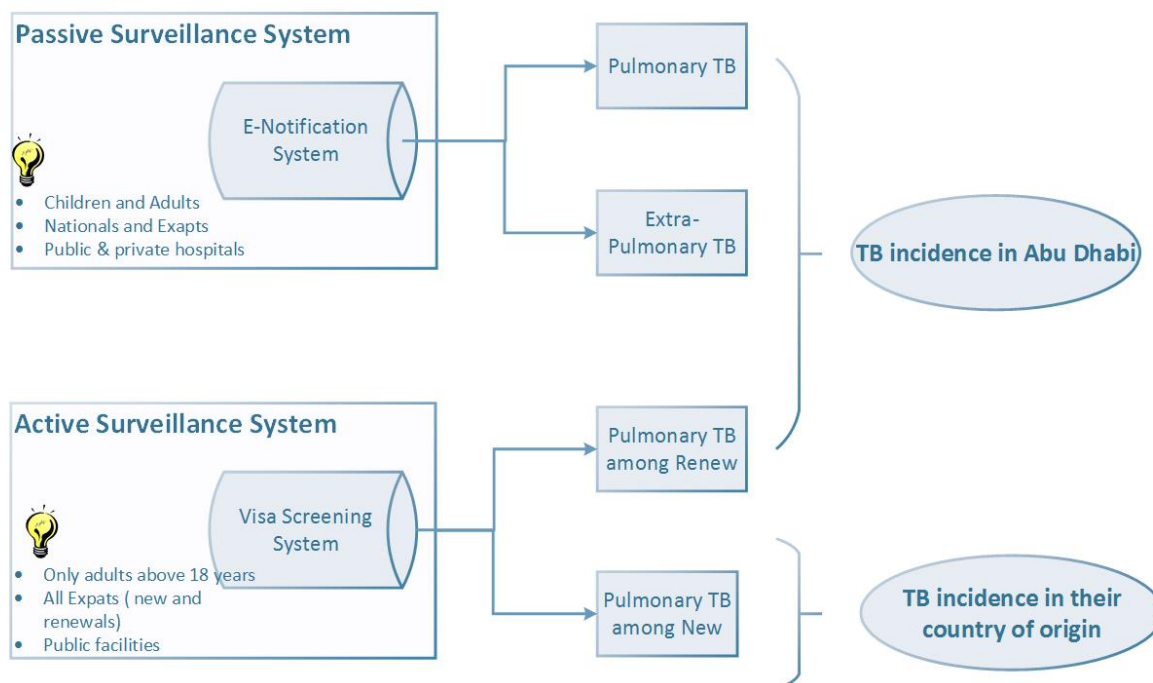 Passive Surveillance System
E-Notification
System
• Children and Adults
• Nationals and Exapts
• Public & private hospitals
Pulmonary TB
Extra-
Pulmonary TB
TB incidence in Abu Dhabi
Active Surveillance System
Visa Screening
System
• Only adults above 18 years
• All Expats ( new and
renewals)
• Public facilities
Pulmonary TB
among Renew
Pulmonary TB
among New
TB incidence in their
country of origin